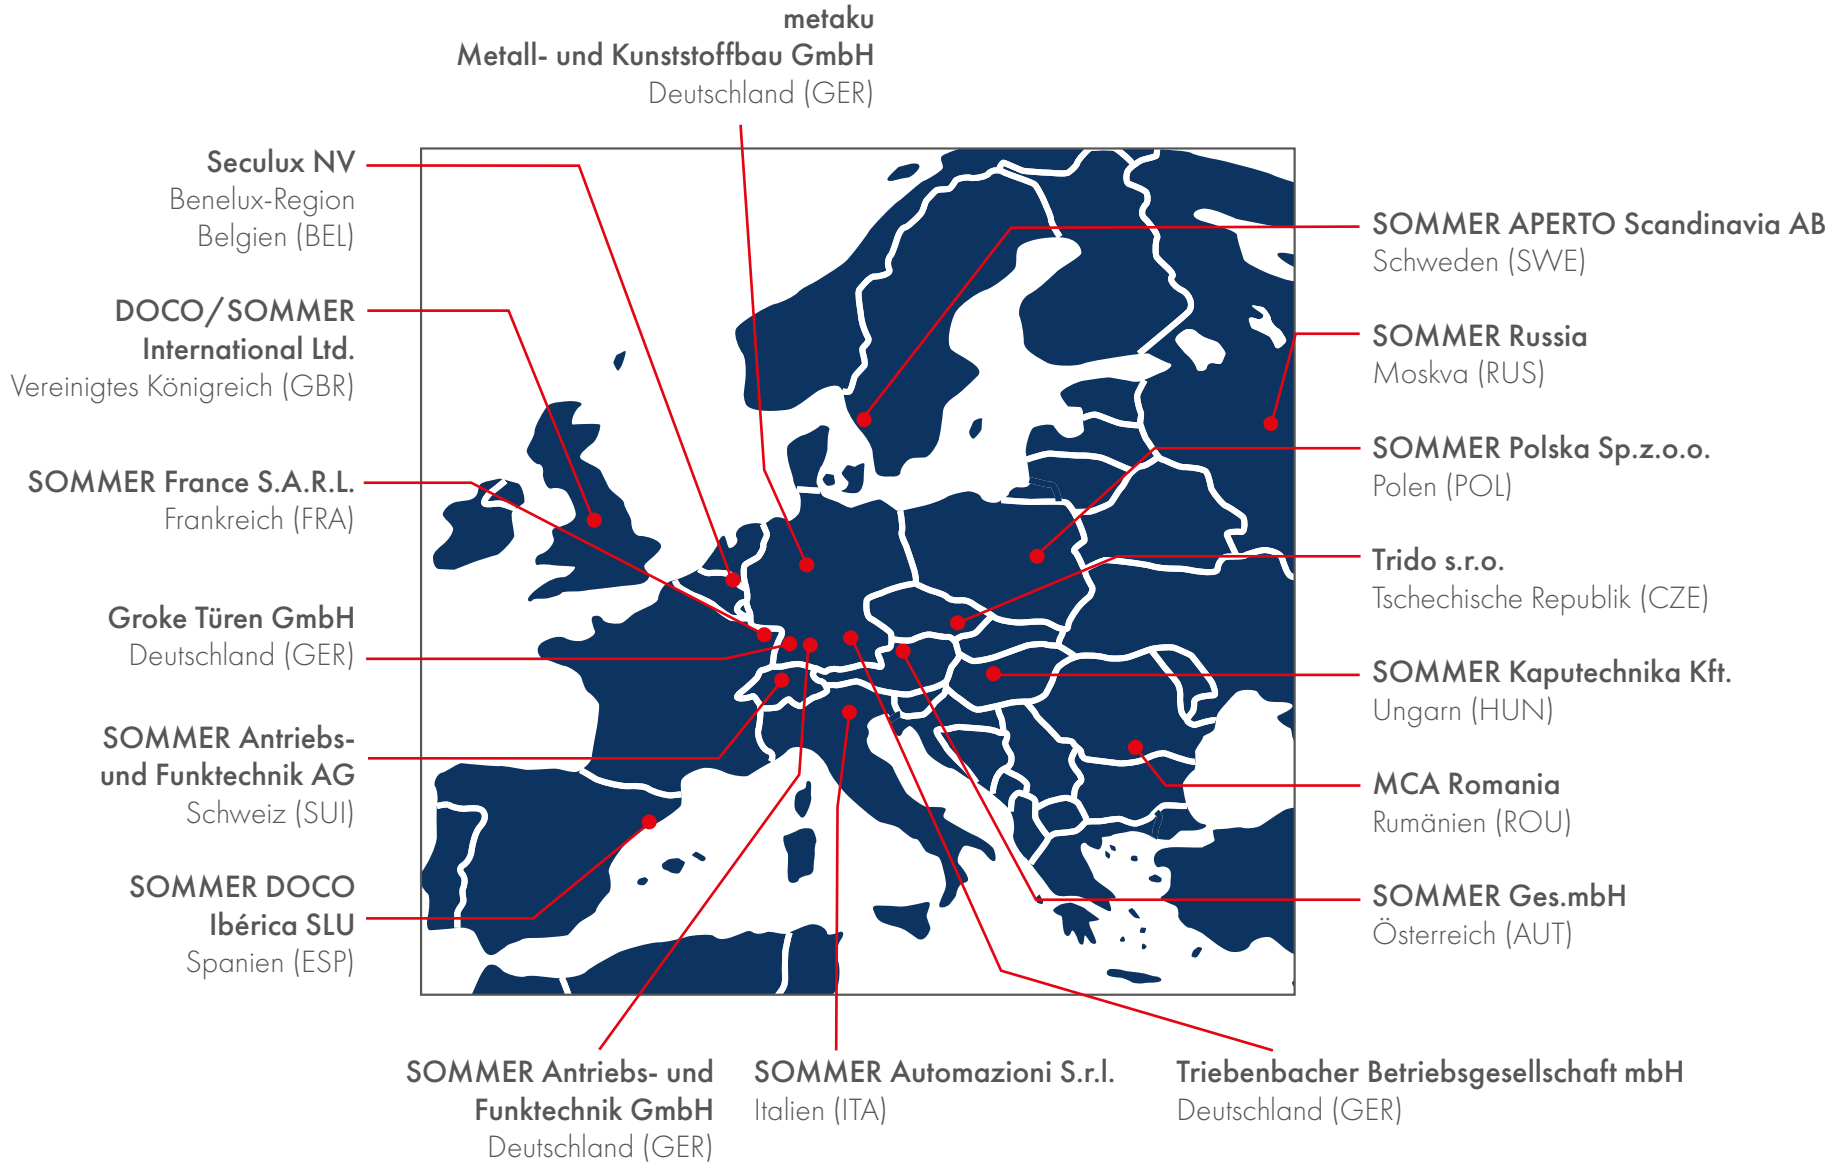 metaku
Metall- und Kunststoffbau GmbH
Deutschland (GER)
Seculux NV
Benelux-Region
Belgien (BEL)
DOCO/SOMMER
International Ltd.
Vereinigtes Königreich (GBR)
SOMMER France S.A.R.L.
Frankreich (FRA)
Groke Türen GmbH
Deutschland (GER)
SOMMER Antriebs-
und Funktechnik AG
Schweiz (SUI)
SOMMER DOCO
Ibérica SLU
Spanien (ESP)
SOMMER Antriebs- und
Funktechnik GmbH
Deutschland (GER)
SOMMER Automazioni S.r.l.
Italien (ITA)
Triebenbacher Betriebsgesellschaft mbH
Deutschland (GER)
SOMMER APERTO Scandinavia AB
Schweden (SWE)
SOMMER Russia
Moskva (RUS)
SOMMER Polska Sp.z.o.o.
Polen (POL)
Trido s.r.o.
Tschechische Republik (CZE)
SOMMER Kaputechnika Kft.
Ungarn (HUN)
MCA Romania
Rumänien (ROU)
SOMMER Ges.mbH
Österreich (AUT)